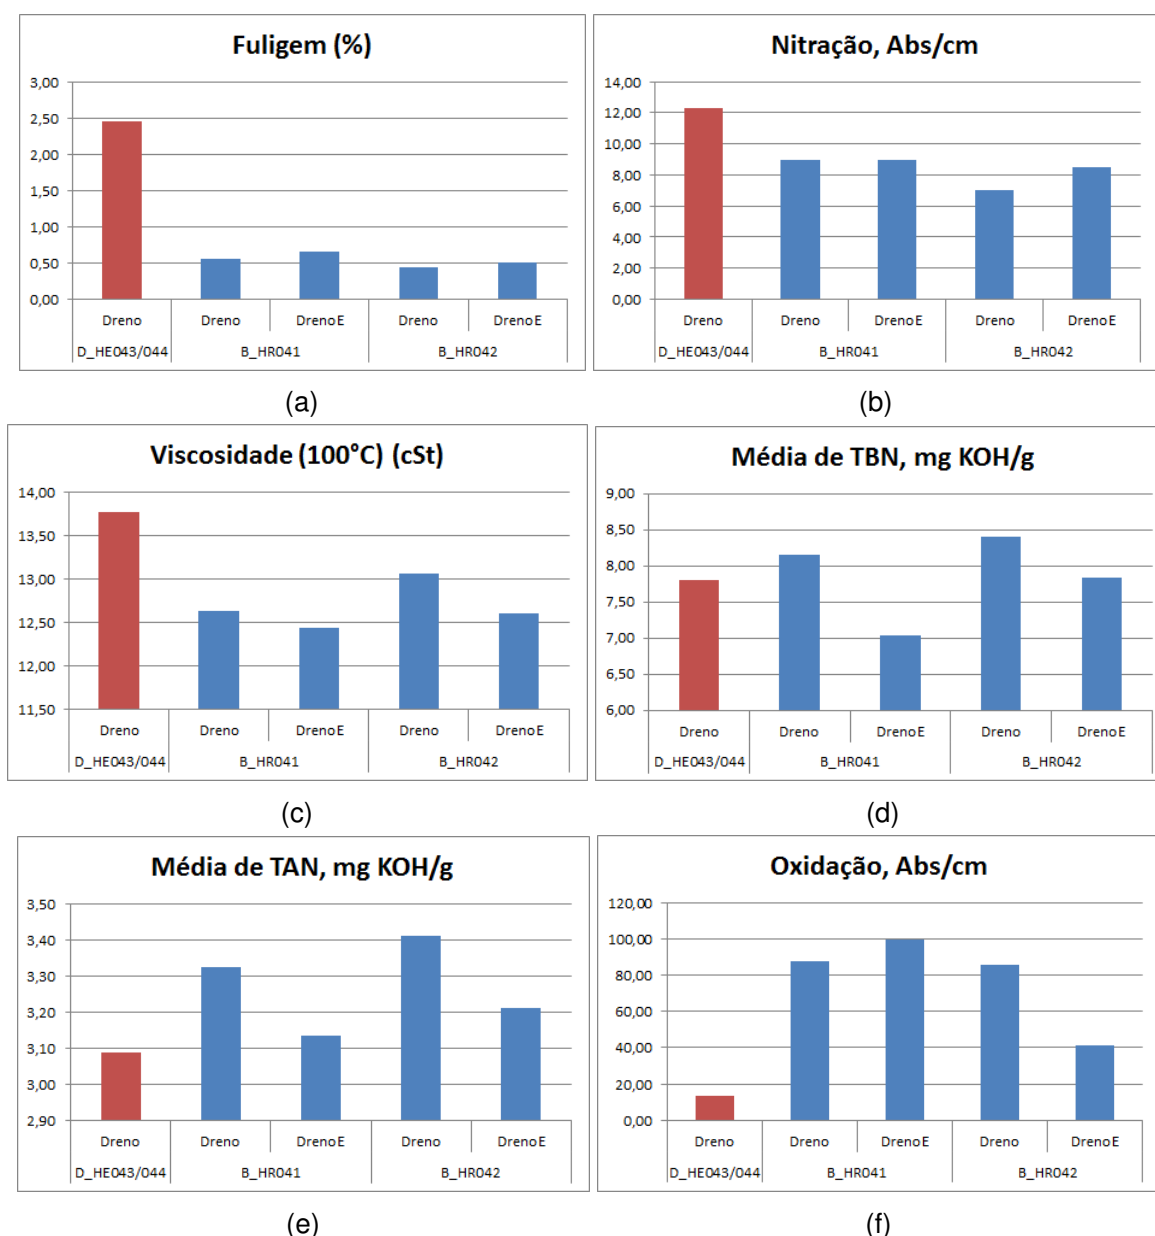 Fuligem (%)
3,00
2,50
2,00
1,50
1,00
0,50
0,00
Dreno Dreno DrenoE Dreno DrenoE
D_HE043/044 B_HR041 B_HR042
(a)
Nitração, Abs/cm
14,00
12,00
10,00
8,00
6,00
4,00
2,00
0,00
Dreno Dreno DrenoE Dreno DrenoE
D_HE043/044 B_HR041 B_HR042
(b)
Viscosidade (100°C) (cSt)
14,00
13,50
13,00
12,50
12,00
11,50
Dreno Dreno DrenoE Dreno DrenoE
D_HE043/044 B_HR041 B_HR042
(c)
Média de TBN, mg KOH/g
9,00
8,50
8,00
7,50
7,00
6,50
6,00
Dreno Dreno DrenoE Dreno DrenoE
D_HE043/044 B_HR041 B_HR042
(d)
Média de TAN, mg KOH/g
3,50
3,40
3,30
3,20
3,10
3,00
2,90
Dreno Dreno DrenoE Dreno DrenoE
D_HE043/044 B_HR041 B_HR042
(e)
Oxidação, Abs/cm
120,00
100,00
80,00
60,00
40,00
20,00
0,00
Dreno Dreno DrenoE Dreno DrenoE
D_HE043/044 B_HR041 B_HR042
(f)